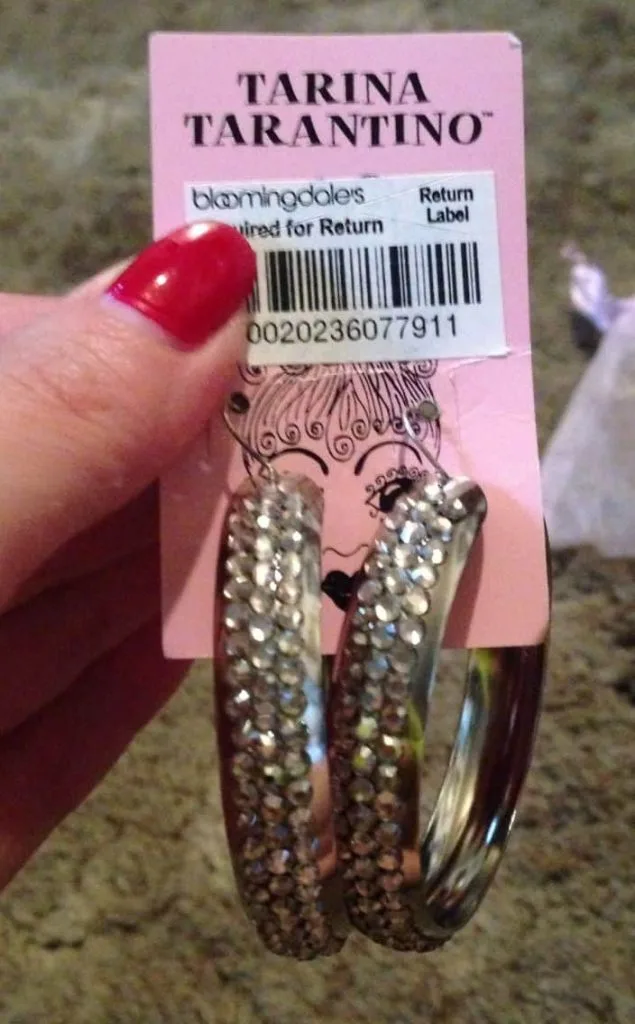 TARINA
TARANTINO™
bloomingdale's Return
Label
uired for Return
0020236077911